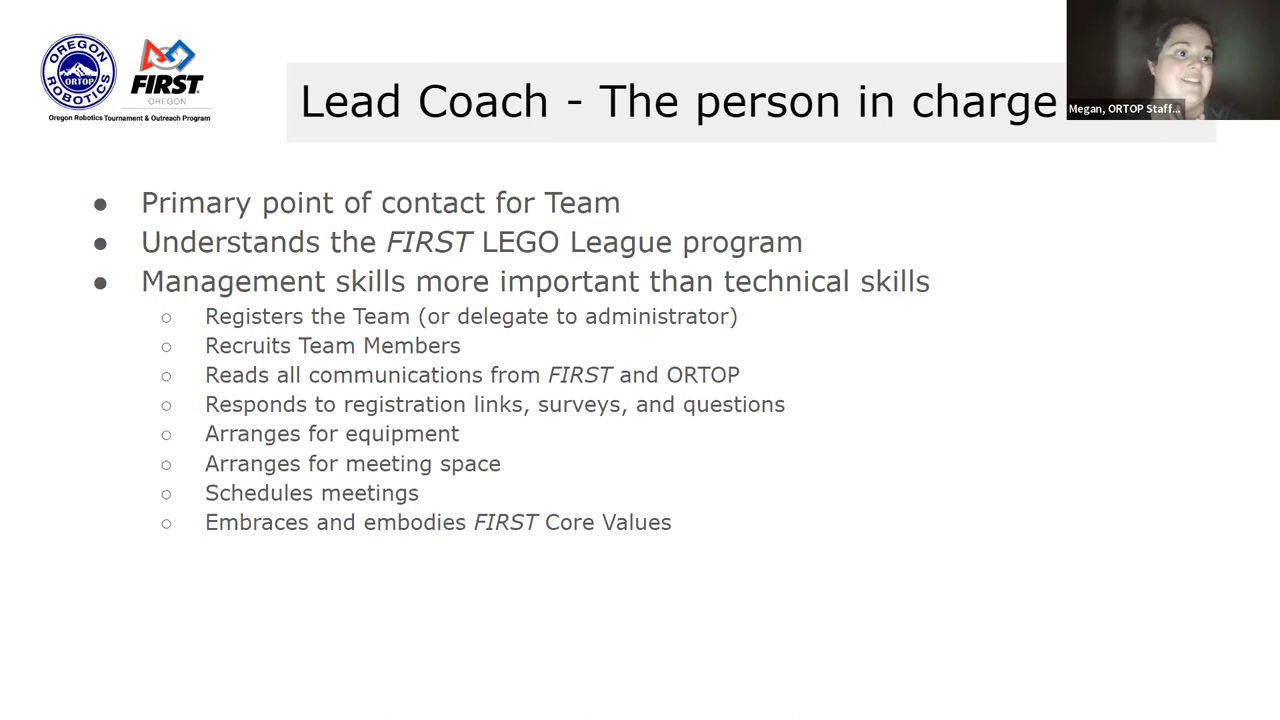 OREGON
ROBOTICS
ORTOP
FIRST
OREGON
Oregon Robotics Tournament & Outreach Program
Lead Coach - The person in charge
Megan, ORTOP Staff...
● Primary point of contact for Team
● Understands the FIRST LEGO League program
● Management skills more important than technical skills
○ Registers the Team (or delegate to administrator)
○ Recruits Team Members
○ Reads all communications from FIRST and ORTOP
○ Responds to registration links, surveys, and questions
○ Arranges for equipment
○ Arranges for meeting space
○ Schedules meetings
○ Embraces and embodies FIRST Core Values